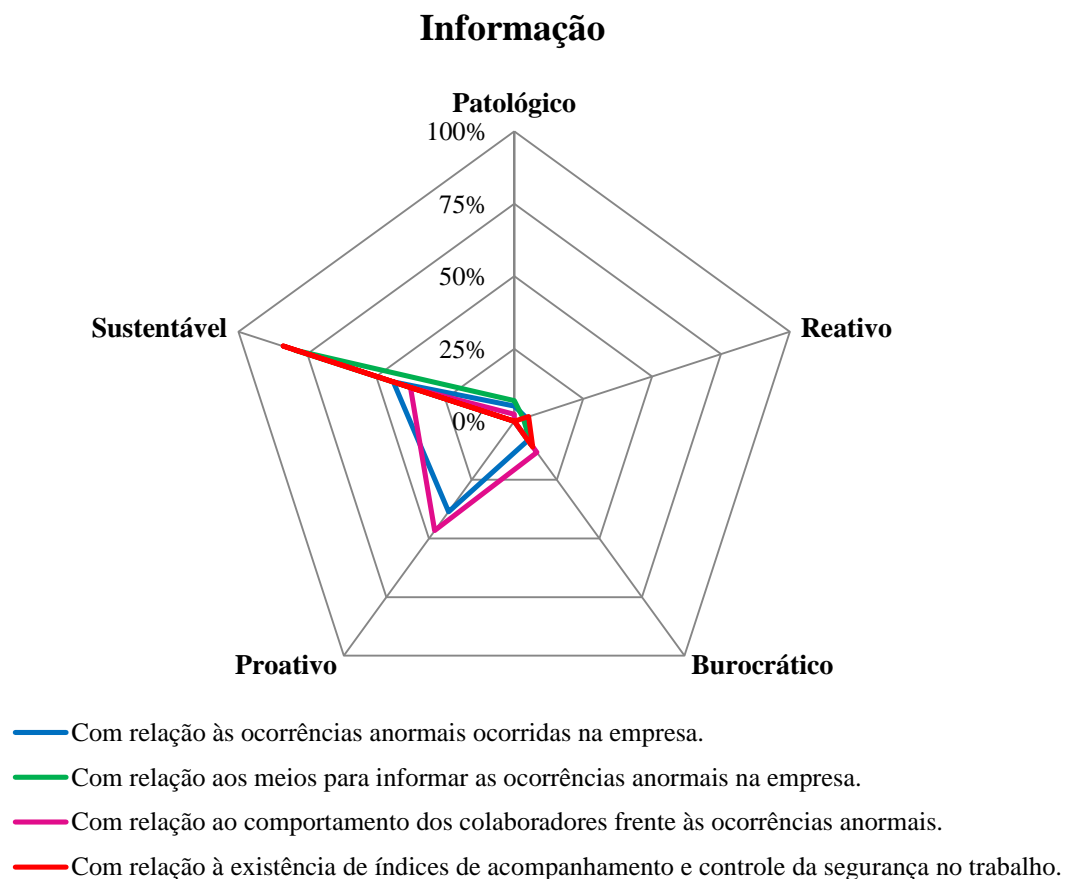 Informação
Patológico
100%
75%
50%
25%
0%
Sustentável
Reativo
Proativo
Burocrático
Com relação às ocorrências anormais ocorridas na empresa.
Com relação aos meios para informar as ocorrências anormais na empresa.
Com relação ao comportamento dos colaboradores frente às ocorrências anormais.
Com relação à existência de índices de acompanhamento e controle da segurança no trabalho.